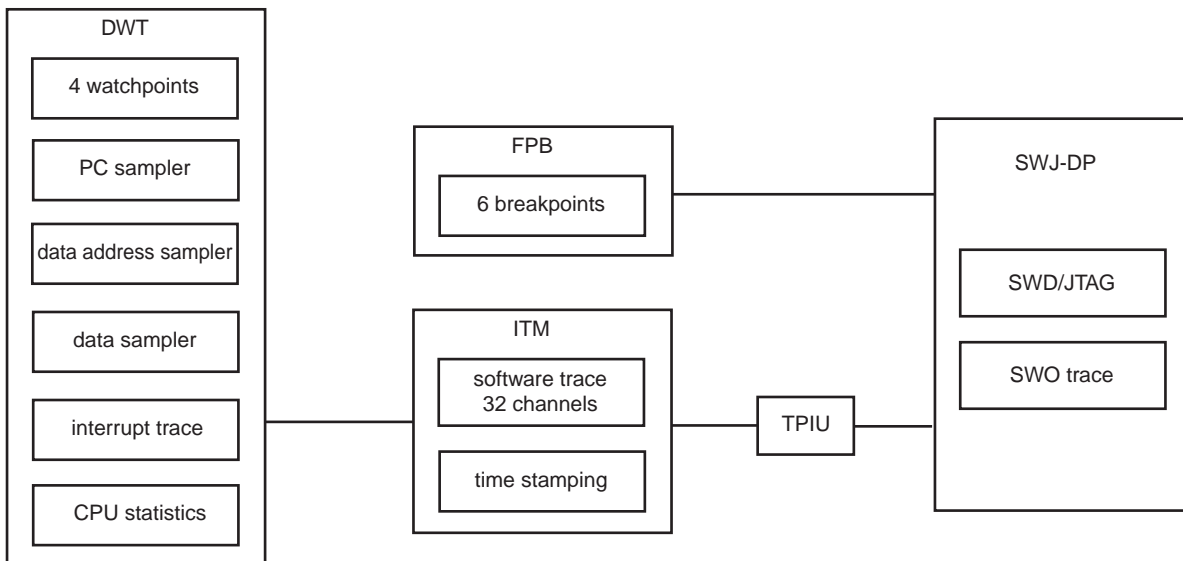 DWT
4 watchpoints
PC sampler
data address sampler
data sampler
interrupt trace
CPU statistics
FPB
6 breakpoints
ITM
software trace
32 channels
time stamping
TPIU
SWJ-DP
SWD/JTAG
SWO trace